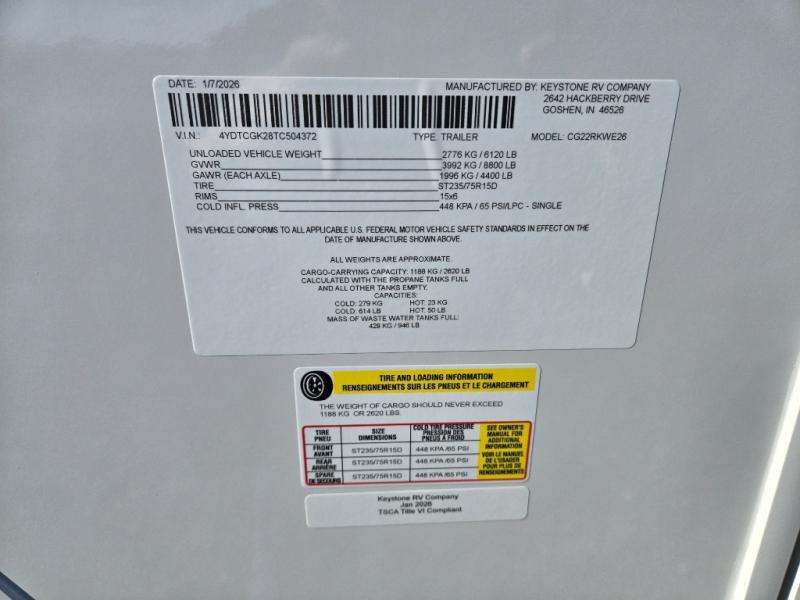 DATE: 1/7/2026 MANUFACTURED BY: KEYSTONE RV COMPANY
2642 HACKBERRY DRIVE
GOSHEN, IN 46526
V.I.N.: 4YDTCGK28TC504372 TYPE: TRAILER MODEL: CG22RKWE26
UNLOADED VEHICLE WEIGHT 2776 KG / 6120 LB
GVWR 3992 KG / 8800 LB
GAWR (EACH AXLE) 1996 KG / 4400 LB
TIRE ST235/75R15D
RIMS 15x6
COLD INFL. PRESS 448 KPA / 65 PSI/LPC - SINGLE
THIS VEHICLE CONFORMS TO ALL APPLICABLE U.S. FEDERAL MOTOR VEHICLE SAFETY STANDARDS IN EFFECT ON THE
DATE OF MANUFACTURE SHOWN ABOVE.
ALL WEIGHTS ARE APPROXIMATE.
CARGO-CARRYING CAPACITY: 1188 KG / 2620 LB
CALCULATED WITH THE PROPANE TANKS FULL
AND ALL OTHER TANKS EMPTY.
CAPACITIES:
COLD: 279 KG HOT: 23 KG
COLD: 614 LB HOT: 50 LB
MASS OF WASTE WATER TANKS FULL:
429 KG / 946 LB
TIRE AND LOADING INFORMATION
RENSEIGNEMENTS SUR LES PNEUS ET LE CHARGEMENT
THE WEIGHT OF CARGO SHOULD NEVER EXCEED
1188 KG OR 2620 LBS.
TIRE
PNEU
SIZE
DIMENSIONS
COLD TIRE PRESSURE
PRESSION DES
PNEUS A FROID
SEE OWNER'S
MANUAL FOR
ADDITIONAL
INFORMATION
VOIR LE MANUEL
DE L'USAGER
POUR PLUS DE
RENSEIGNEMENTS
FRONT
AVANT
ST235/75R15D 448 KPA /65 PSI
REAR
ARRIÈRE
ST235/75R15D 448 KPA /65 PSI
SPARE
DE SECOURS
ST235/75R15D 448 KPA /65 PSI
Keystone RV Company
Jan 2026
TSCA Title VI Compliant